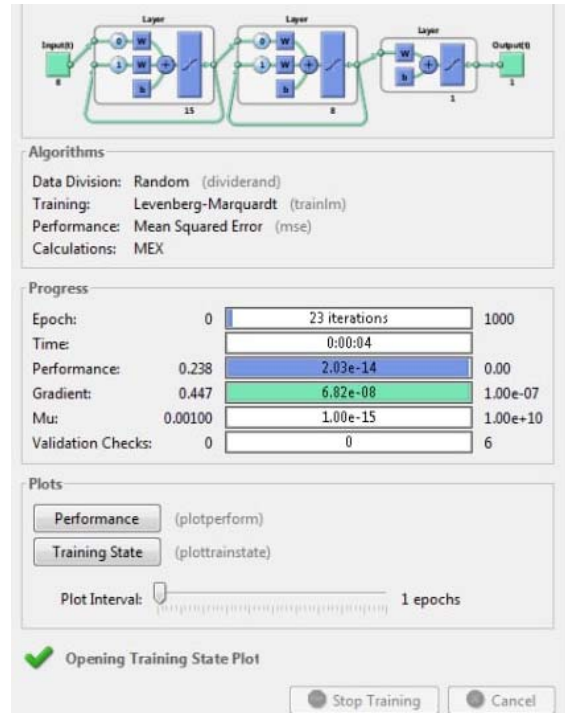 Layer
Layer
Layer
Input(t)
Output(t)
0 W
0 W
W
1 W
1 W
b
b
b
8
15
8
1
1
Algorithms
Data Division: Random (dividerand)
Training: Levenberg-Marquardt (trainlm)
Performance: Mean Squared Error (mse)
Calculations: MEX
Progress
Epoch: 0 23 iterations 1000
Time: 0:00:04
Performance: 0.238 2.03e-14 0.00
Gradient: 0.447 6.82e-08 1.00e-07
Mu: 0.00100 1.00e-15 1.00e+10
Validation Checks: 0 0 6
Plots
Performance (plotperform)
Training State (plottrainstate)
Plot Interval: 1 epochs
Opening Training State Plot
Stop Training Cancel